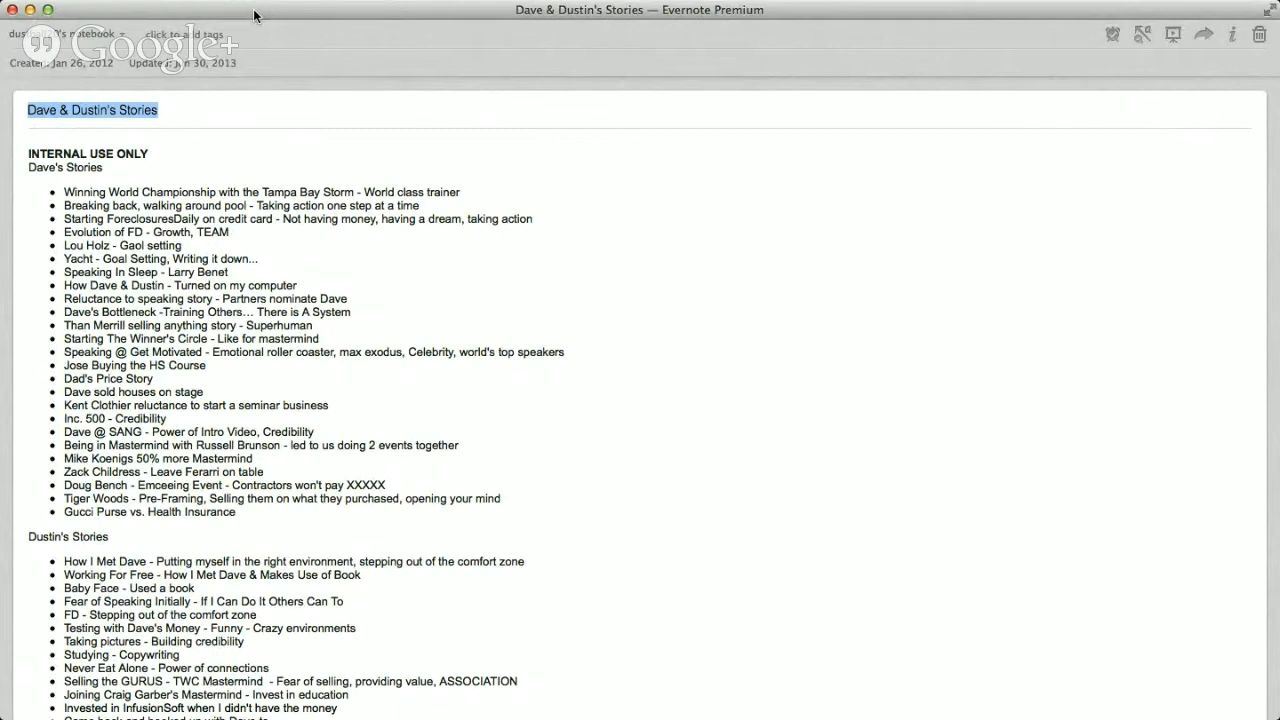 Dave & Dustin's Stories — Evernote Premium
notebook
click to add tags
Google+
Created: Jan 26, 2012 Updated: Jan 30, 2013
Dave & Dustin's Stories
INTERNAL USE ONLY
Dave's Stories
Winning World Championship with the Tampa Bay Storm - World class trainer
Breaking back, walking around pool - Taking action one step at a time
Starting ForeclosuresDaily on credit card - Not having money, having a dream, taking action
Evolution of FD - Growth, TEAM
Lou Holz - Gaol setting
Yacht - Goal Setting, Writing it down...
Speaking In Sleep - Larry Benet
How Dave & Dustin - Turned on my computer
Reluctance to speaking story - Partners nominate Dave
Dave's Bottleneck -Training Others... There is A System
Than Merrill selling anything story - Superhuman
Starting The Winner's Circle - Like for mastermind
Speaking @ Get Motivated - Emotional roller coaster, max exodus, Celebrity, world's top speakers
Jose Buying the HS Course
Dad's Price Story
Dave sold houses on stage
Kent Clothier reluctance to start a seminar business
Inc. 500 - Credibility
Dave @ SANG - Power of Intro Video, Credibility
Being in Mastermind with Russell Brunson - led to us doing 2 events together
Mike Koenigs 50% more Mastermind
Zack Childress - Leave Ferarri on table
Doug Bench - Emceeing Event - Contractors won't pay XXXXX
Tiger Woods - Pre-Framing, Selling them on what they purchased, opening your mind
Gucci Purse vs. Health Insurance
Dustin's Stories
How I Met Dave - Putting myself in the right environment, stepping out of the comfort zone
Working For Free - How I Met Dave & Makes Use of Book
Baby Face - Used a book
Fear of Speaking Initially - If I Can Do It Others Can To
FD - Stepping out of the comfort zone
Testing with Dave's Money - Funny - Crazy environments
Taking pictures - Building credibility
Studying - Copywriting
Never Eat Alone - Power of connections
Selling the GURUS - TWC Mastermind - Fear of selling, providing value, ASSOCIATION
Joining Craig Garber's Mastermind - Invest in education
Invested in InfusionSoft when I didn't have the money